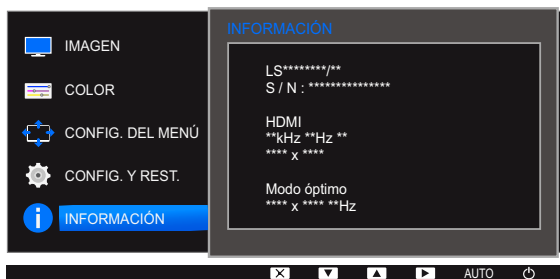 IMAGEN
COLOR
CONFIG. DEL MENÚ
CONFIG. Y REST.
INFORMACIÓN
INFORMACIÓN
LS********/**
S / N : ***************
HDMI
**kHz **Hz **
**** x ****
Modo óptimo
**** x **** **Hz
AUTO